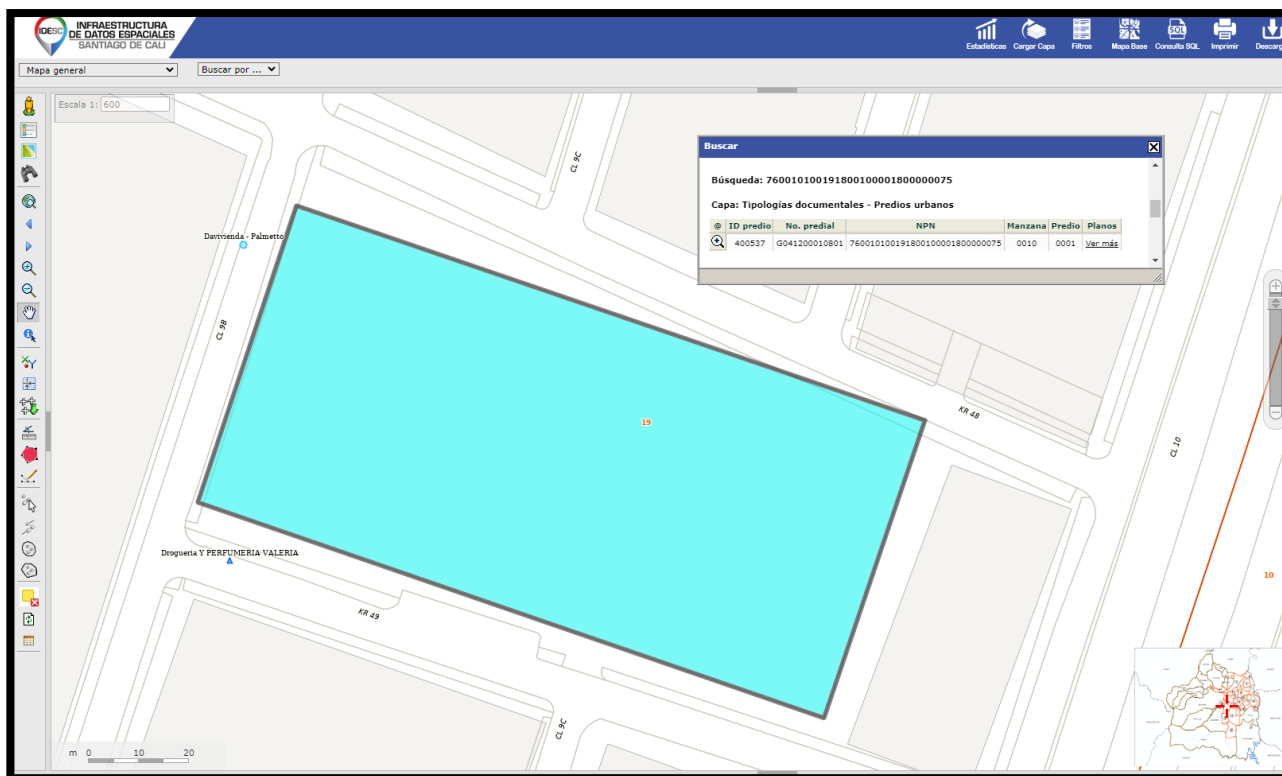 IDESC
INFRAESTRUCTURA
DE DATOS ESPACIALES
SANTIAGO DE CALI
Estadísticas Cargar Capa Filtros Mapa Base Consulta SQL Imprimir Descarg
Mapa general Buscar por ...
Escala 1: 600
CL 9C
Buscar
Búsqueda: 760010100191800100001800000075
Capa: Tipologías documentales - Predios urbanos
@ ID predio No. predial NPN Manzana Predio Planos
400537 G041200010801 760010100191800100001800000075 0010 0001 Ver más
Davivienda - Palmetto
CL 9B
KR 48
19
CL 10
Drogueria Y PERFUMERIA VALERIA
10
KR 49
CL 9C
m 0 10 20